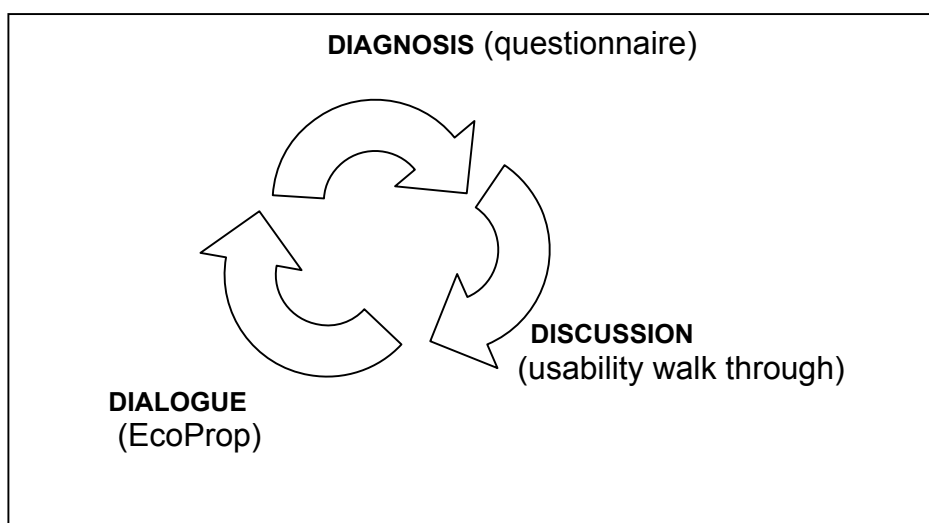 DIAGNOSIS (questionnaire)
DISCUSSION
(usability walk through)
DIALOGUE
(EcoProp)